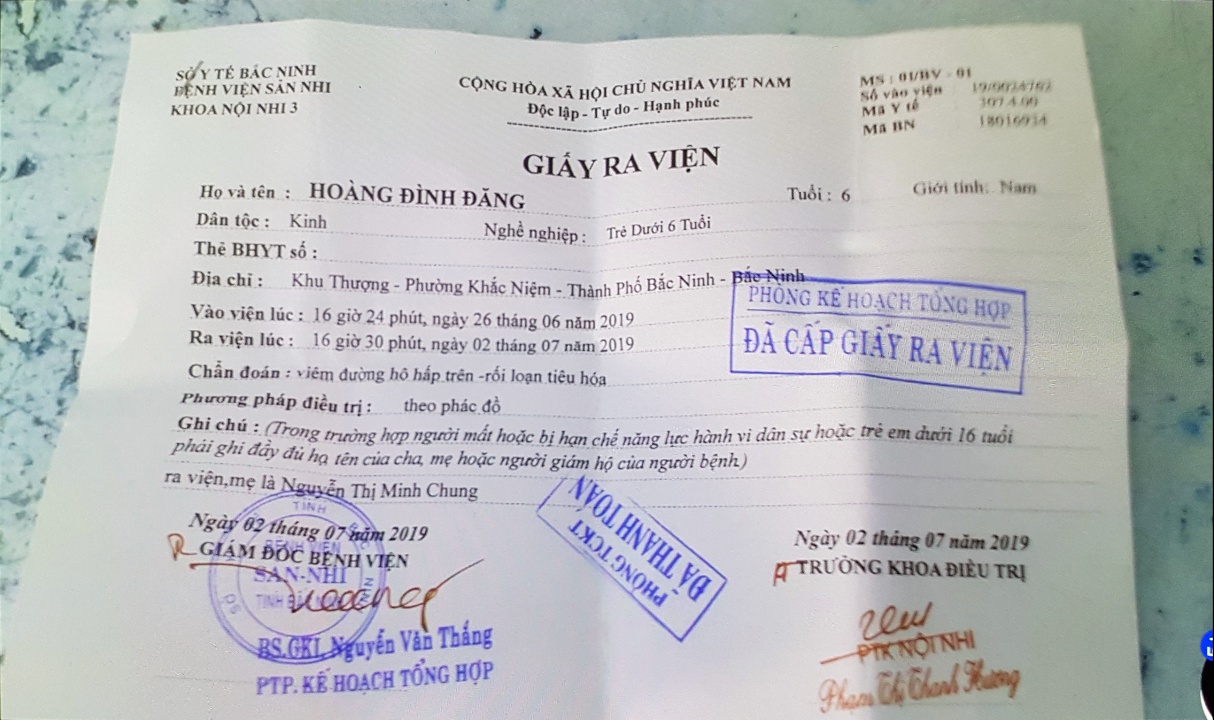 SỞ Y TẾ BẮC NINH
BỆNH VIỆN SẢN NHI
KHOA NỘI NHI 3
CỘNG HÒA XÃ HỘI CHỦ NGHĨA VIỆT NAM
Độc lập - Tự do - Hạnh phúc
MS : 01/BV - 01
Số vào viện
Mã Y tế
Mã BN 18016934
GIẤY RA VIỆN
Họ và tên : HOÀNG ĐÌNH ĐĂNG Tuổi : 6 Giới tính: Nam
Dân tộc : Kinh Nghề nghiệp : Trẻ Dưới 6 Tuổi
Thẻ BHYT số :
Địa chỉ : Khu Thượng - Phường Khắc Niệm - Thành Phố Bắc Ninh - Bắc Ninh
Vào viện lúc : 16 giờ 24 phút, ngày 26 tháng 06 năm 2019
Ra viện lúc : 16 giờ 30 phút, ngày 02 tháng 07 năm 2019
PHÒNG KẾ HOẠCH TỔNG HỢP
ĐÃ CẤP GIẤY RA VIỆN
Chẩn đoán : viêm đường hô hấp trên -rối loạn tiêu hóa
Phương pháp điều trị : theo phác đồ
Ghi chú : (Trong trường hợp người mất hoặc bị hạn chế năng lực hành vi dân sự hoặc trẻ em dưới 16 tuổi
phải ghi đầy đủ họ tên của cha, mẹ hoặc người giám hộ của người bệnh.)
ra viện,mẹ là Nguyễn Thị Minh Chung
PHÒNG TCKT
ĐÃ THANH TOÁN
Ngày 02 tháng 07 năm 2019
GIÁM ĐỐC BỆNH VIỆN
TỈNH
BỆNH VIỆN
SẢN-NHI
BS.CKI. Nguyễn Văn Thắng
PTP. KẾ HOẠCH TỔNG HỢP
Ngày 02 tháng 07 năm 2019
TRƯỞNG KHOA ĐIỀU TRỊ
PTK NỘI NHI
Phạm Thị Thanh Hương